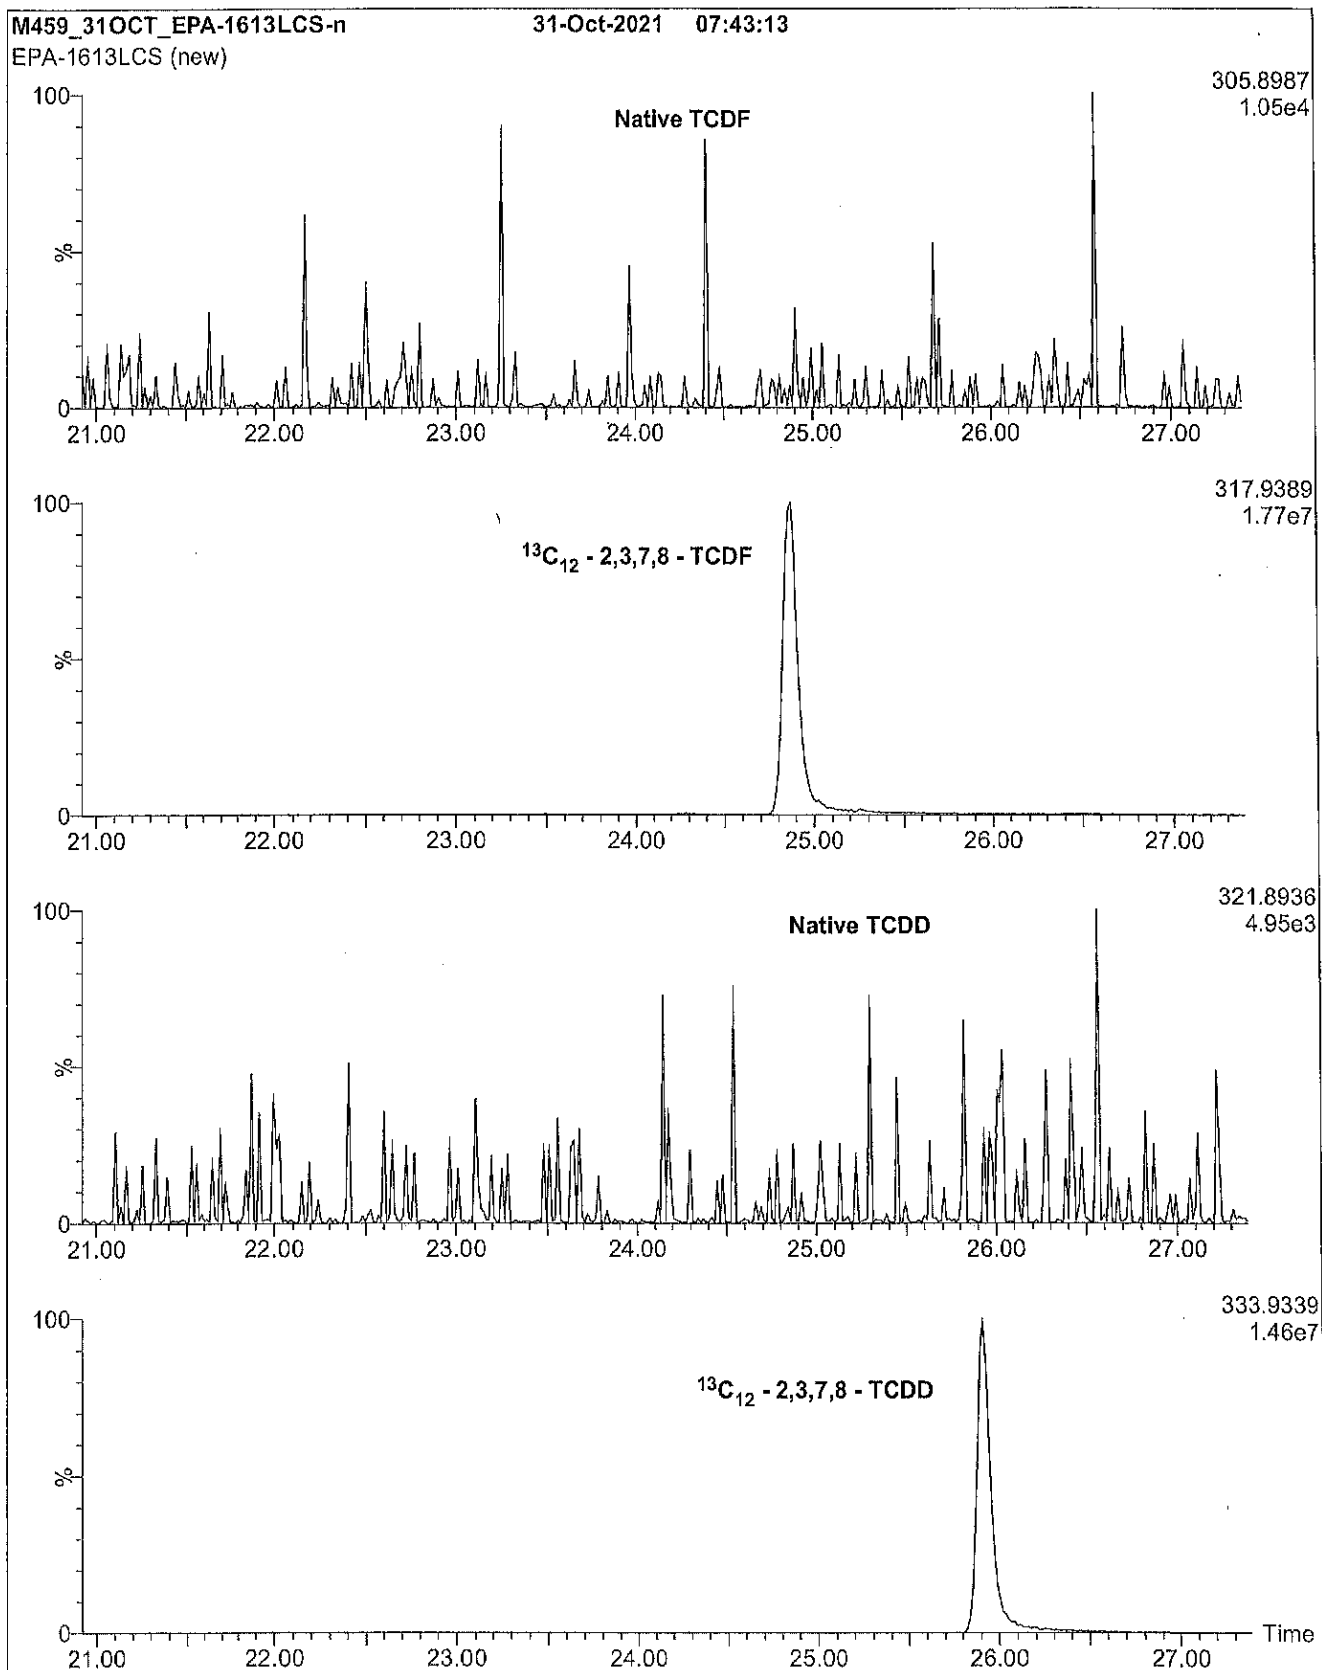 M459_31OCT_EPA-1613LCS-n 31-Oct-2021 07:43:13
EPA-1613LCS (new)
305.8987
1.05e4
100
Native TCDF
%
0
21.00 22.00 23.00 24.00 25.00 26.00 27.00
317.9389
1.77e7
100
¹³C₁₂ - 2,3,7,8 - TCDF
%
0
21.00 22.00 23.00 24.00 25.00 26.00 27.00
321.8936
4.95e3
100
Native TCDD
%
0
21.00 22.00 23.00 24.00 25.00 26.00 27.00
333.9339
1.46e7
100
¹³C₁₂ - 2,3,7,8 - TCDD
%
0 Time
21.00 22.00 23.00 24.00 25.00 26.00 27.00